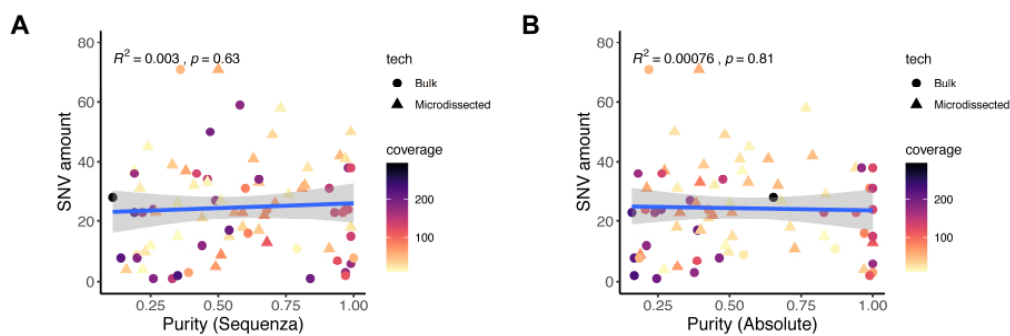 A
B
R² = 0.003 , p = 0.63
R² = 0.00076 , p = 0.81
SNV amount
80
60
40
20
0
0.25 0.50 0.75 1.00
Purity (Sequenza)
tech
Bulk
Microdissected
coverage
200
100
SNV amount
80
60
40
20
0
0.25 0.50 0.75 1.00
Purity (Absolute)
tech
Bulk
Microdissected
coverage
200
100